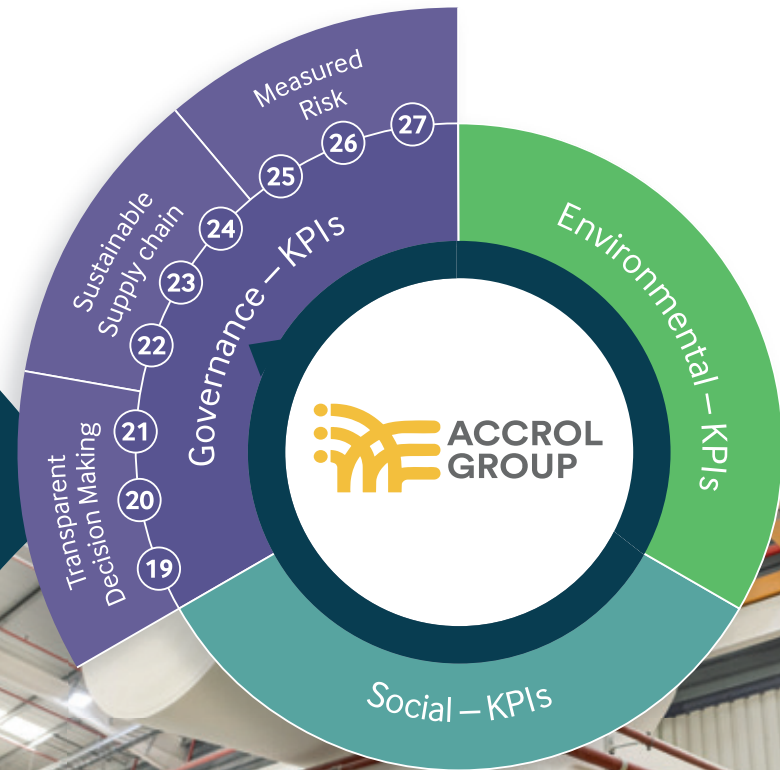 Measured
Risk
27
26
25
24
23
22
21
20
19
Sustainable
Supply chain
Transparent
Decision Making
Governance – KPIs
Environmental – KPIs
Social – KPIs
ACCROL
GROUP